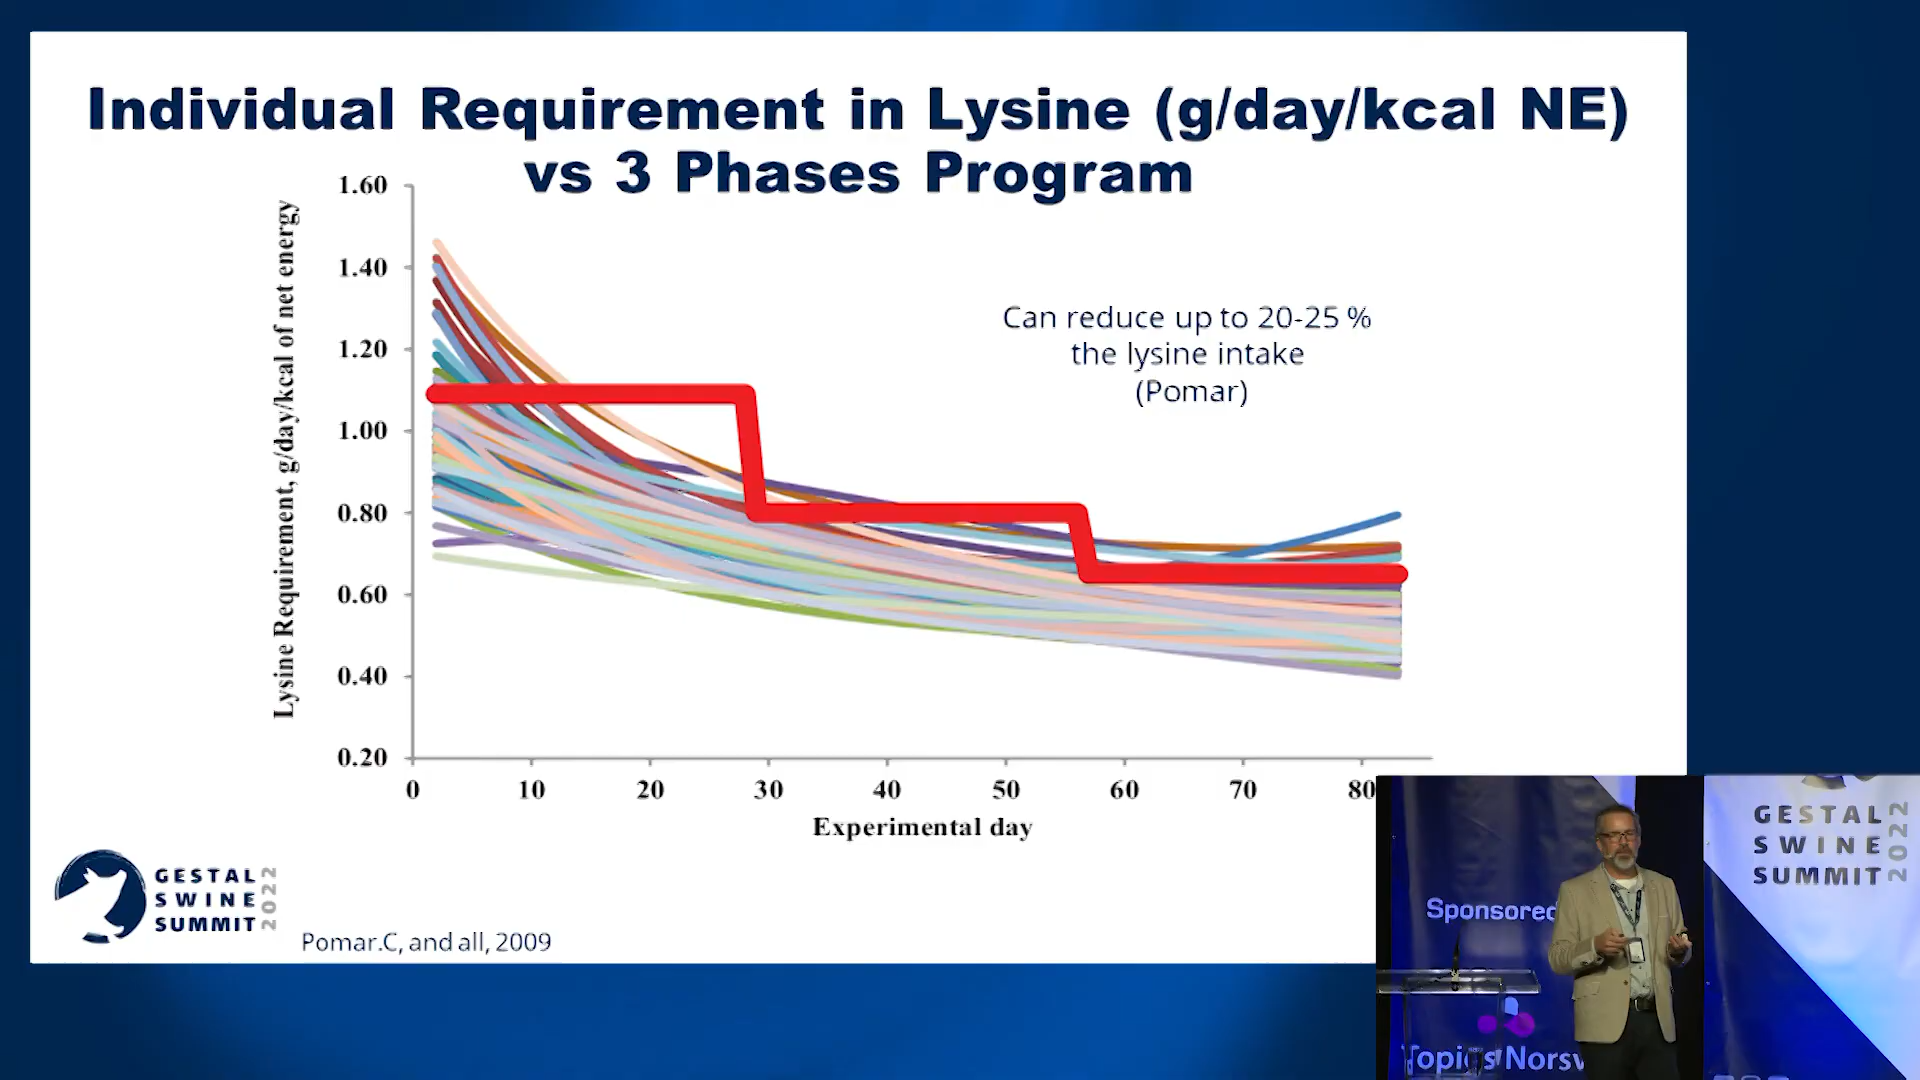 Individual Requirement in Lysine (g/day/kcal NE)
vs 3 Phases Program
Lysine Requirement, g/day/kcal of net energy
1.60
1.40
1.20
1.00
0.80
0.60
0.40
0.20
Can reduce up to 20-25 %
the lysine intake
(Pomar)
0 10 20 30 40 50 60 70 80
Experimental day
GESTAL
SWINE
SUMMIT
2022
Pomar.C, and all, 2009
Sponsored
Topigs Norsv
GESTAL
SWINE
SUMMIT
2022